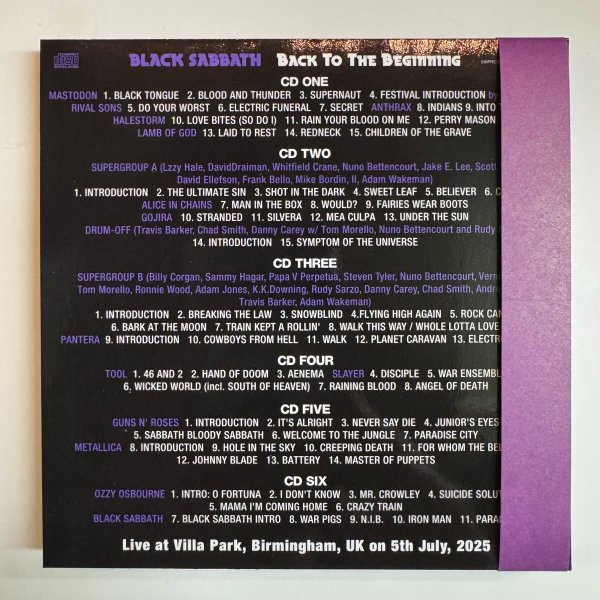 COMPACT disc DIGITAL AUDIO
BLACK SABBATH BACK TO THE BEGINNING
CD ONE
MASTODON 1. BLACK TONGUE 2. BLOOD AND THUNDER 3. SUPERNAUT 4. FESTIVAL INTRODUCTION by
RIVAL SONS 5. DO YOUR WORST 6. ELECTRIC FUNERAL 7. SECRET ANTHRAX 8. INDIANS 9. INTO
HALESTORM 10. LOVE BITES (SO DO I) 11. RAIN YOUR BLOOD ON ME 12. PERRY MASON
LAMB OF GOD 13. LAID TO REST 14. REDNECK 15. CHILDREN OF THE GRAVE
CD TWO
SUPERGROUP A (Lzzy Hale, DavidDraiman, Whitfield Crane, Nuno Bettencourt, Jake E. Lee, Scott
David Ellefson, Frank Bello, Mike Bordin, II, Adam Wakeman)
1. INTRODUCTION 2. THE ULTIMATE SIN 3. SHOT IN THE DARK 4. SWEET LEAF 5. BELIEVER 6.
ALICE IN CHAINS 7. MAN IN THE BOX 8. WOULD? 9. FAIRIES WEAR BOOTS
GOJIRA 10. STRANDED 11. SILVERA 12. MEA CULPA 13. UNDER THE SUN
DRUM-OFF (Travis Barker, Chad Smith, Danny Carey w/ Tom Morello, Nuno Bettencourt and Rudy
14. INTRODUCTION 15. SYMPTOM OF THE UNIVERSE
CD THREE
SUPERGROUP B (Billy Corgan, Sammy Hagar, Papa V Perpetua, Steven Tyler, Nuno Bettencourt,
Tom Morello, Ronnie Wood, Adam Jones, K.K.Downing, Rudy Sarzo, Danny Carey, Chad Smith,
Travis Barker, Adam Wakeman)
1. INTRODUCTION 2. BREAKING THE LAW 3. SNOWBLIND 4.FLYING HIGH AGAIN 5. ROCK
6. BARK AT THE MOON 7. TRAIN KEPT A ROLLIN' 8. WALK THIS WAY / WHOLE LOTTA LOVE
PANTERA 9. INTRODUCTION 10. COWBOYS FROM HELL 11. WALK 12. PLANET CARAVAN 13.
CD FOUR
TOOL 1. 46 AND 2 2. HAND OF DOOM 3. AENEMA SLAYER 4. DISCIPLE 5. WAR ENSEMBL
6. WICKED WORLD (incl. SOUTH OF HEAVEN) 7. RAINING BLOOD 8. ANGEL OF DEATH
CD FIVE
GUNS N' ROSES 1. INTRODUCTION 2. IT'S ALRIGHT 3. NEVER SAY DIE 4. JUNIOR'S EYES
5. SABBATH BLOODY SABBATH 6. WELCOME TO THE JUNGLE 7. PARADISE CITY
METALLICA 8. INTRODUCTION 9. HOLE IN THE SKY 10. CREEPING DEATH 11. FOR WHOM THE BEL
12. JOHNNY BLADE 13. BATTERY 14. MASTER OF PUPPETS
CD SIX
OZZY OSBOURNE 1. INTRO: O FORTUNA 2. I DON'T KNOW 3. MR. CROWLEY 4. SUICIDE SOLUT
5. MAMA I'M COMING HOME 6. CRAZY TRAIN
BLACK SABBATH 7. BLACK SABBATH INTRO 8. WAR PIGS 9. N.I.B. 10. IRON MAN 11. PARA
Live at Villa Park, Birmingham, UK on 5th July, 2025